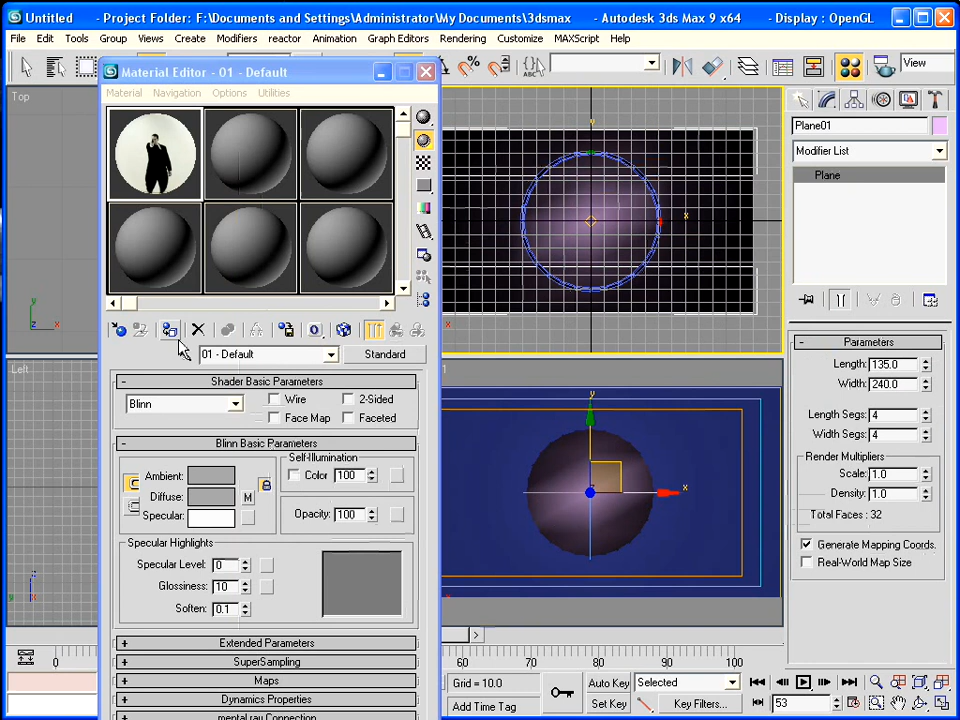 Untitled - Project Folder: F:\Documents and Settings\Administrator\My Documents\3dsmax - Autodesk 3ds Max 9 x64 - Display : OpenGL
File Edit Tools Group Views Create Modifiers reactor Animation Graph Editors Rendering Customize MAXScript Help
View
Material Editor - 01 - Default
Material Navigation Options Utilities
Top
Plane01
Modifier List
Plane
y
x
01 - Default
Standard
Shader Basic Parameters
Blinn
Wire
2-Sided
Face Map
Faceted
Blinn Basic Parameters
Self-Illumination
Ambient:
Color 100
Diffuse: M
Specular:
Opacity: 100
Specular Highlights
Specular Level: 0
Glossiness: 10
Soften: 0.1
Extended Parameters
SuperSampling
Maps
Dynamics Properties
mental ray Connection
Left
y
z x
y
x
Parameters
Length: 135.0
Width: 240.0
Length Segs: 4
Width Segs: 4
Render Multipliers
Scale: 1.0
Density: 1.0
Total Faces: 32
Generate Mapping Coords.
Real-World Map Size
0 60 70 80 90 100
Grid = 10.0
Add Time Tag
Auto Key
Selected
Set Key
Key Filters...
53